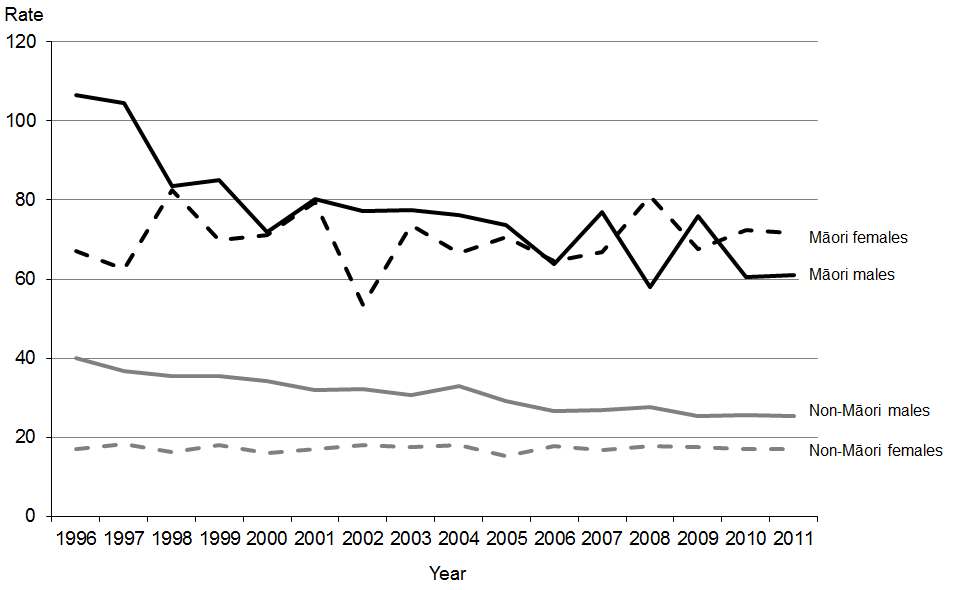 Rate
120
100
80
60
40
20
0
Māori females
Māori males
Non-Māori males
Non-Māori females
1996 1997 1998 1999 2000 2001 2002 2003 2004 2005 2006 2007 2008 2009 2010 2011
Year